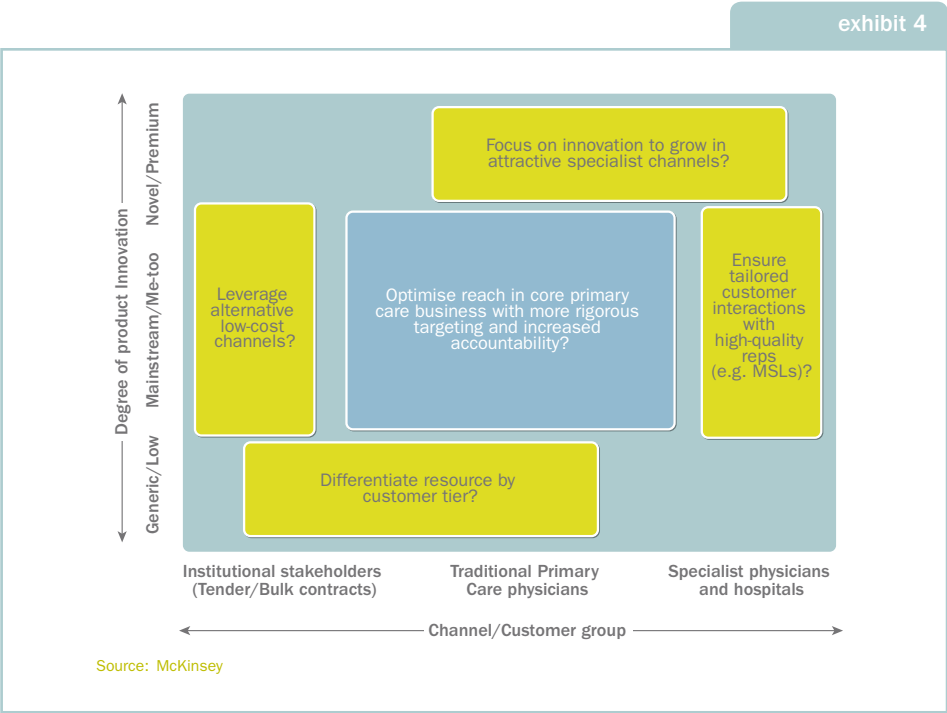 exhibit 4
Degree of product Innovation
Novel/Premium
Mainstream/Me-too
Generic/Low
Focus on innovation to grow in
attractive specialist channels?
Leverage
alternative
low-cost
channels?
Optimise reach in core primary
care business with more rigorous
targeting and increased
accountability?
Ensure
tailored
customer
interactions
with
high-quality
reps
(e.g. MSLs)?
Differentiate resource by
customer tier?
Institutional stakeholders
(Tender/Bulk contracts)
Traditional Primary
Care physicians
Specialist physicians
and hospitals
Channel/Customer group
Source: McKinsey